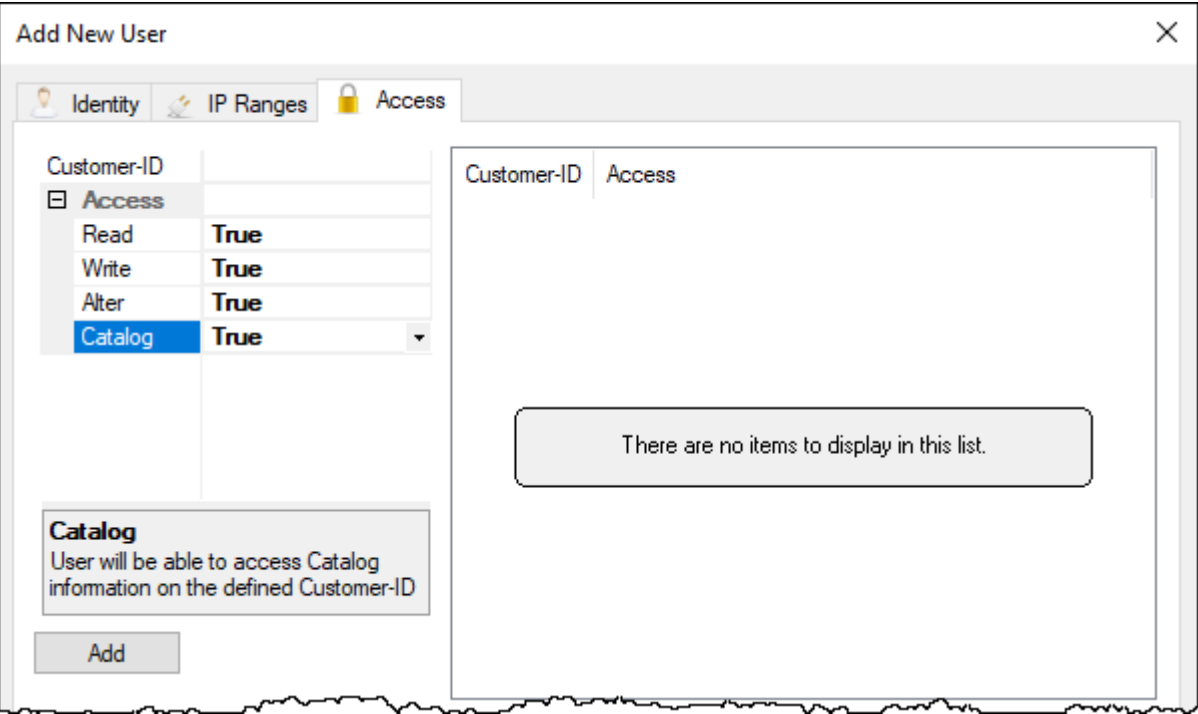 Add New User
Identity IP Ranges Access
Customer-ID
Access
Read True
Write True
Alter True
Catalog True
Catalog
User will be able to access Catalog
information on the defined Customer-ID
Add
Customer-ID Access
There are no items to display in this list.